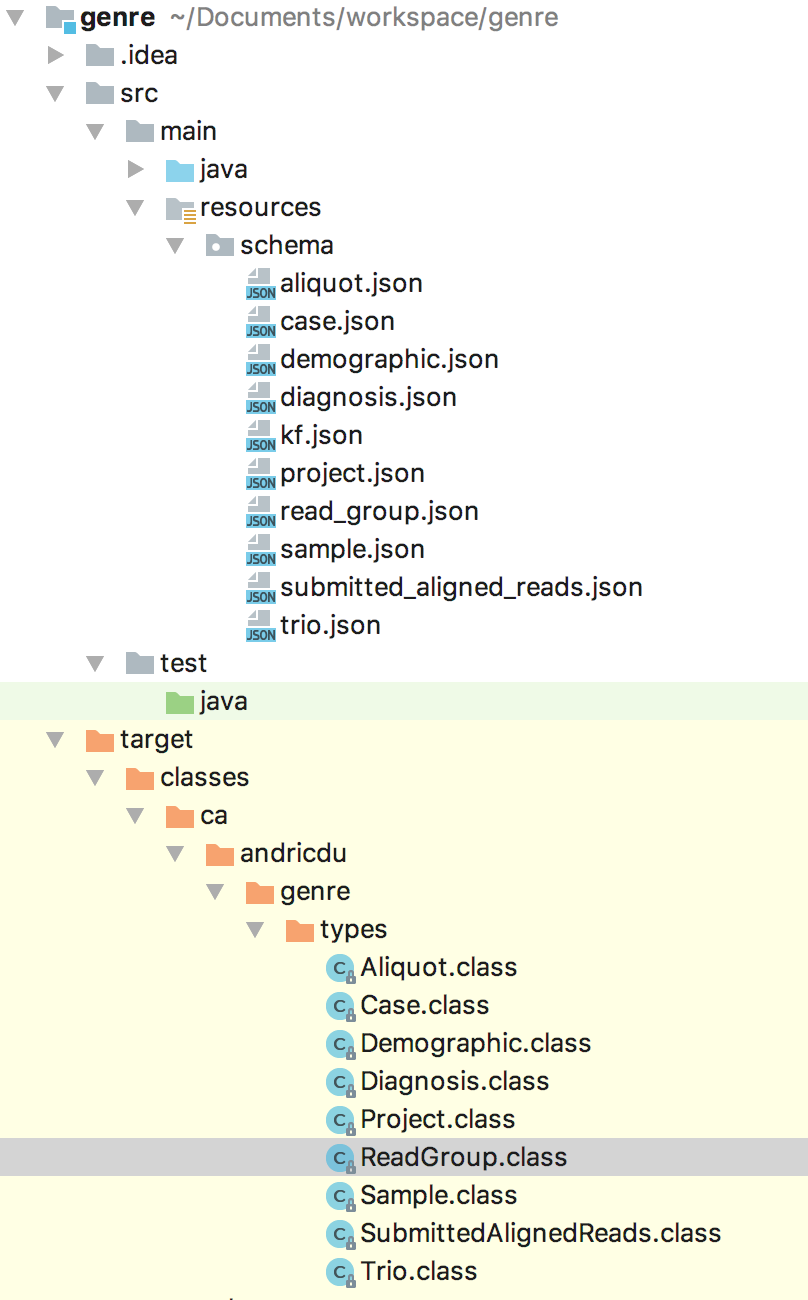 genre ~/Documents/workspace/genre
.idea
src
main
java
resources
schema
JSON aliquot.json
JSON case.json
JSON demographic.json
JSON diagnosis.json
JSON kf.json
JSON project.json
JSON read_group.json
JSON sample.json
JSON submitted_aligned_reads.json
JSON trio.json
test
java
target
classes
ca
andricdu
genre
types
C Aliquot.class
C Case.class
C Demographic.class
C Diagnosis.class
C Project.class
C ReadGroup.class
C Sample.class
C SubmittedAlignedReads.class
C Trio.class